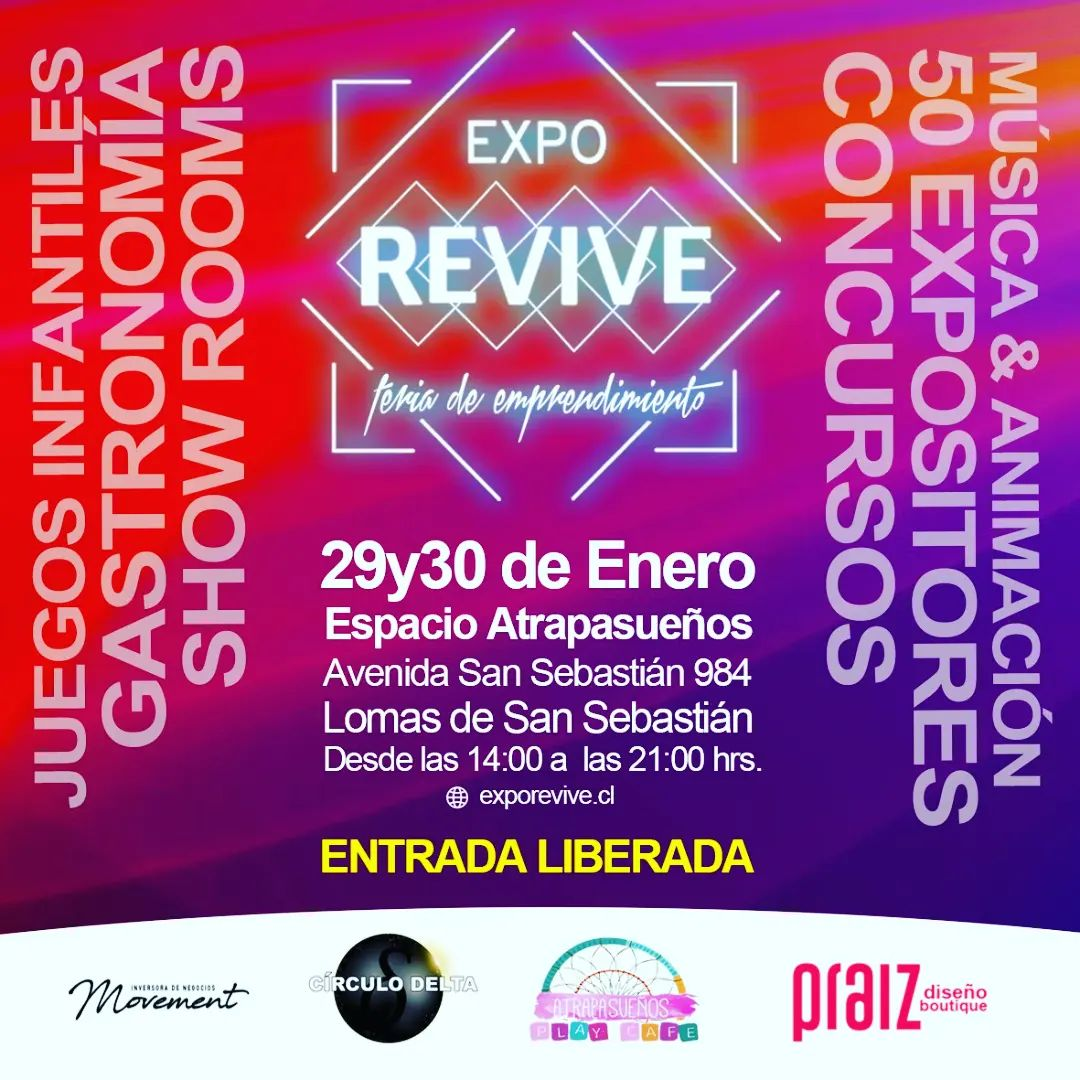 JUEGOS INFANTILES
GASTRONOMÍA
SHOW ROOMS
EXPO
REVIVE
feria de emprendimiento
MÚSICA & ANIMACIÓN
50 EXPOSITORES
CONCURSOS
29y30 de Enero
Espacio Atrapasueños
Avenida San Sebastián 984
Lomas de San Sebastián
Desde las 14:00 a las 21:00 hrs.
exporevive.cl
ENTRADA LIBERADA
INVERSORA DE NEGOCIOS
Movement
CÍRCULO DELTA
ATRAPASUEÑOS
PLAY CAFE
praiz
diseño
boutique